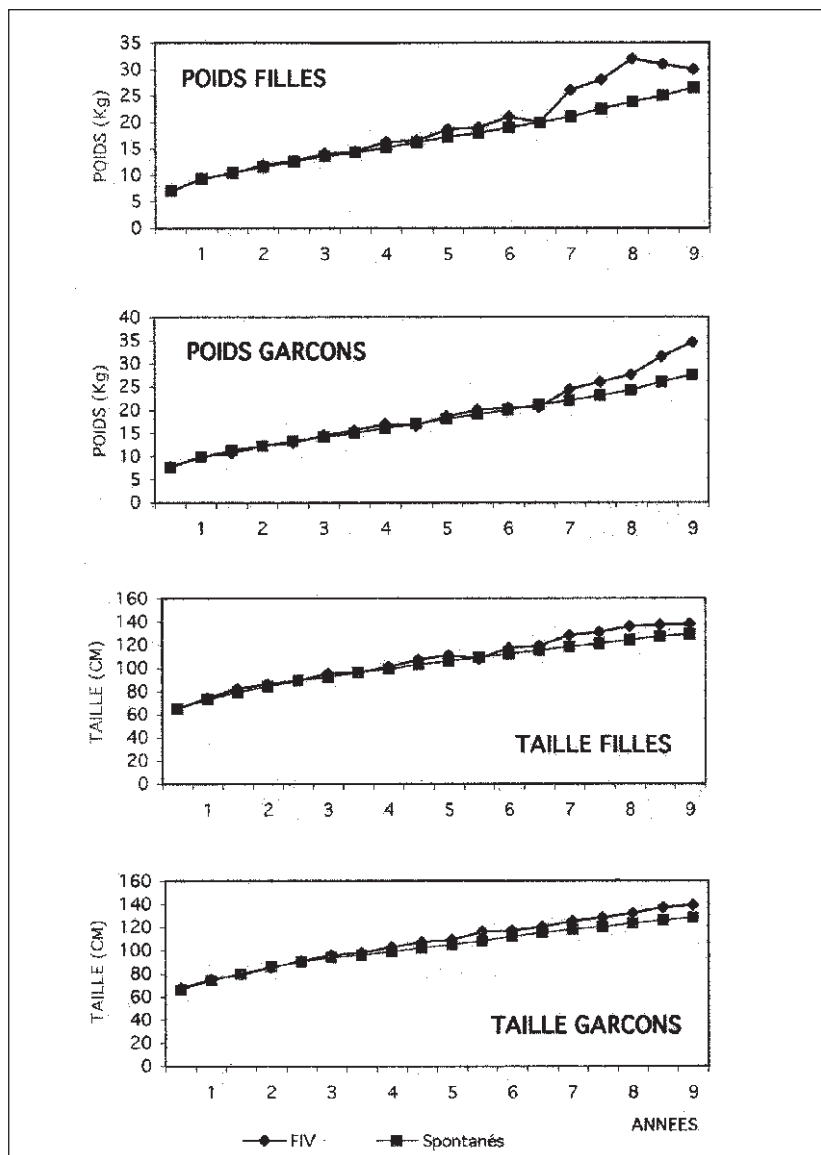 POIDS FILLES
POIDS (Kg)
35
30
25
20
15
10
5
0
1 2 3 4 5 6 7 8 9
POIDS GARCONS
POIDS (Kg)
40
35
30
25
20
15
10
5
0
1 2 3 4 5 6 7 8 9
TAILLE (CM)
160
140
120
100
80
60
40
20
0
TAILLE FILLES
1 2 3 4 5 6 7 8 9
TAILLE (CM)
160
140
120
100
80
60
40
20
0
TAILLE GARCONS
1 2 3 4 5 6 7 8 9
ANNEES
FIV Spontanés